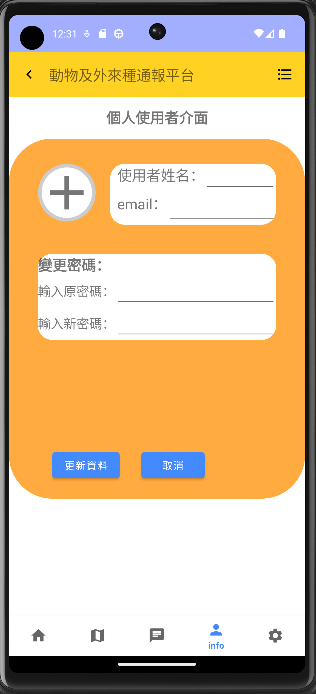 12:31
動物及外來種通報平台
個人使用者介面
使用者姓名：
email：
變更密碼：
輸入原密碼：
輸入新密碼：
更新資料 取消
info